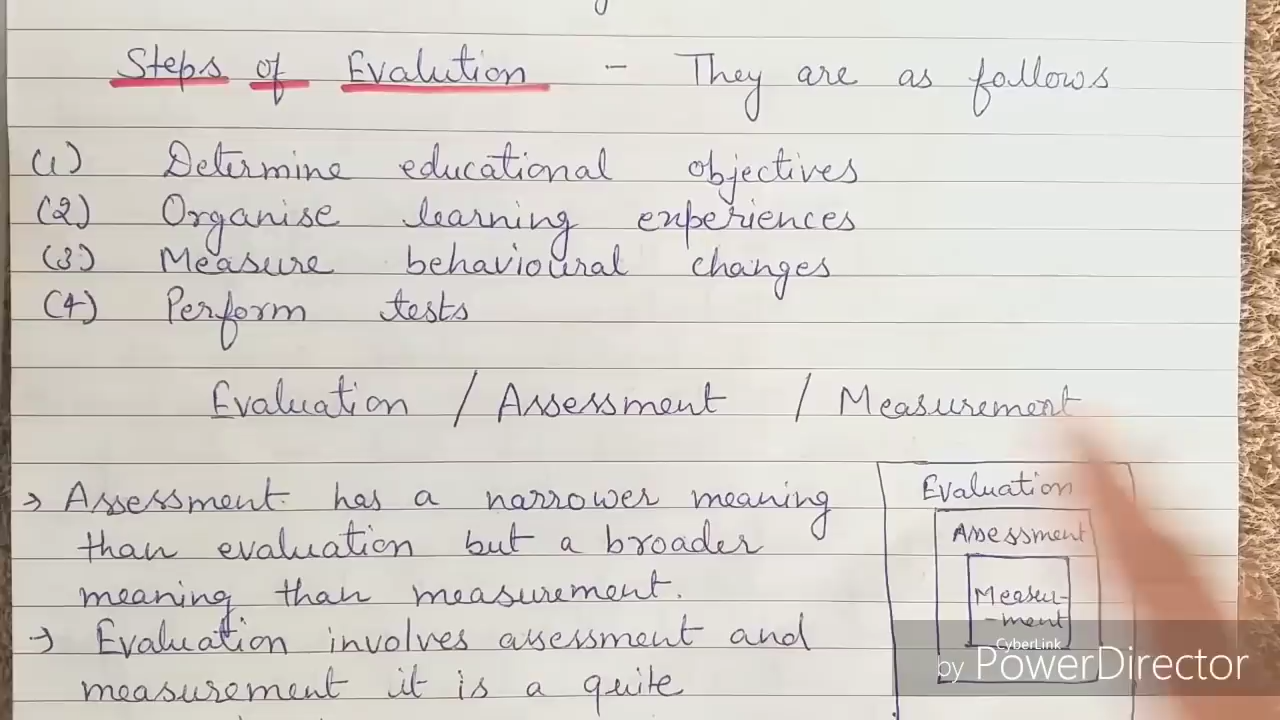 Steps of Evalution - They are as follows
(1) Determine educational objectives
(2) Organise learning experiences
(3) Measure behavioural changes
(4) Perform tests
Evaluation / Assessment / Measurement
→ Assessment has a narrower meaning
than evaluation but a broader
meaning than measurement.
→ Evaluation involves assessment and
measurement it is a quite
Evaluation
Assessment
Measu-
-ment
CyberLink
by PowerDirector